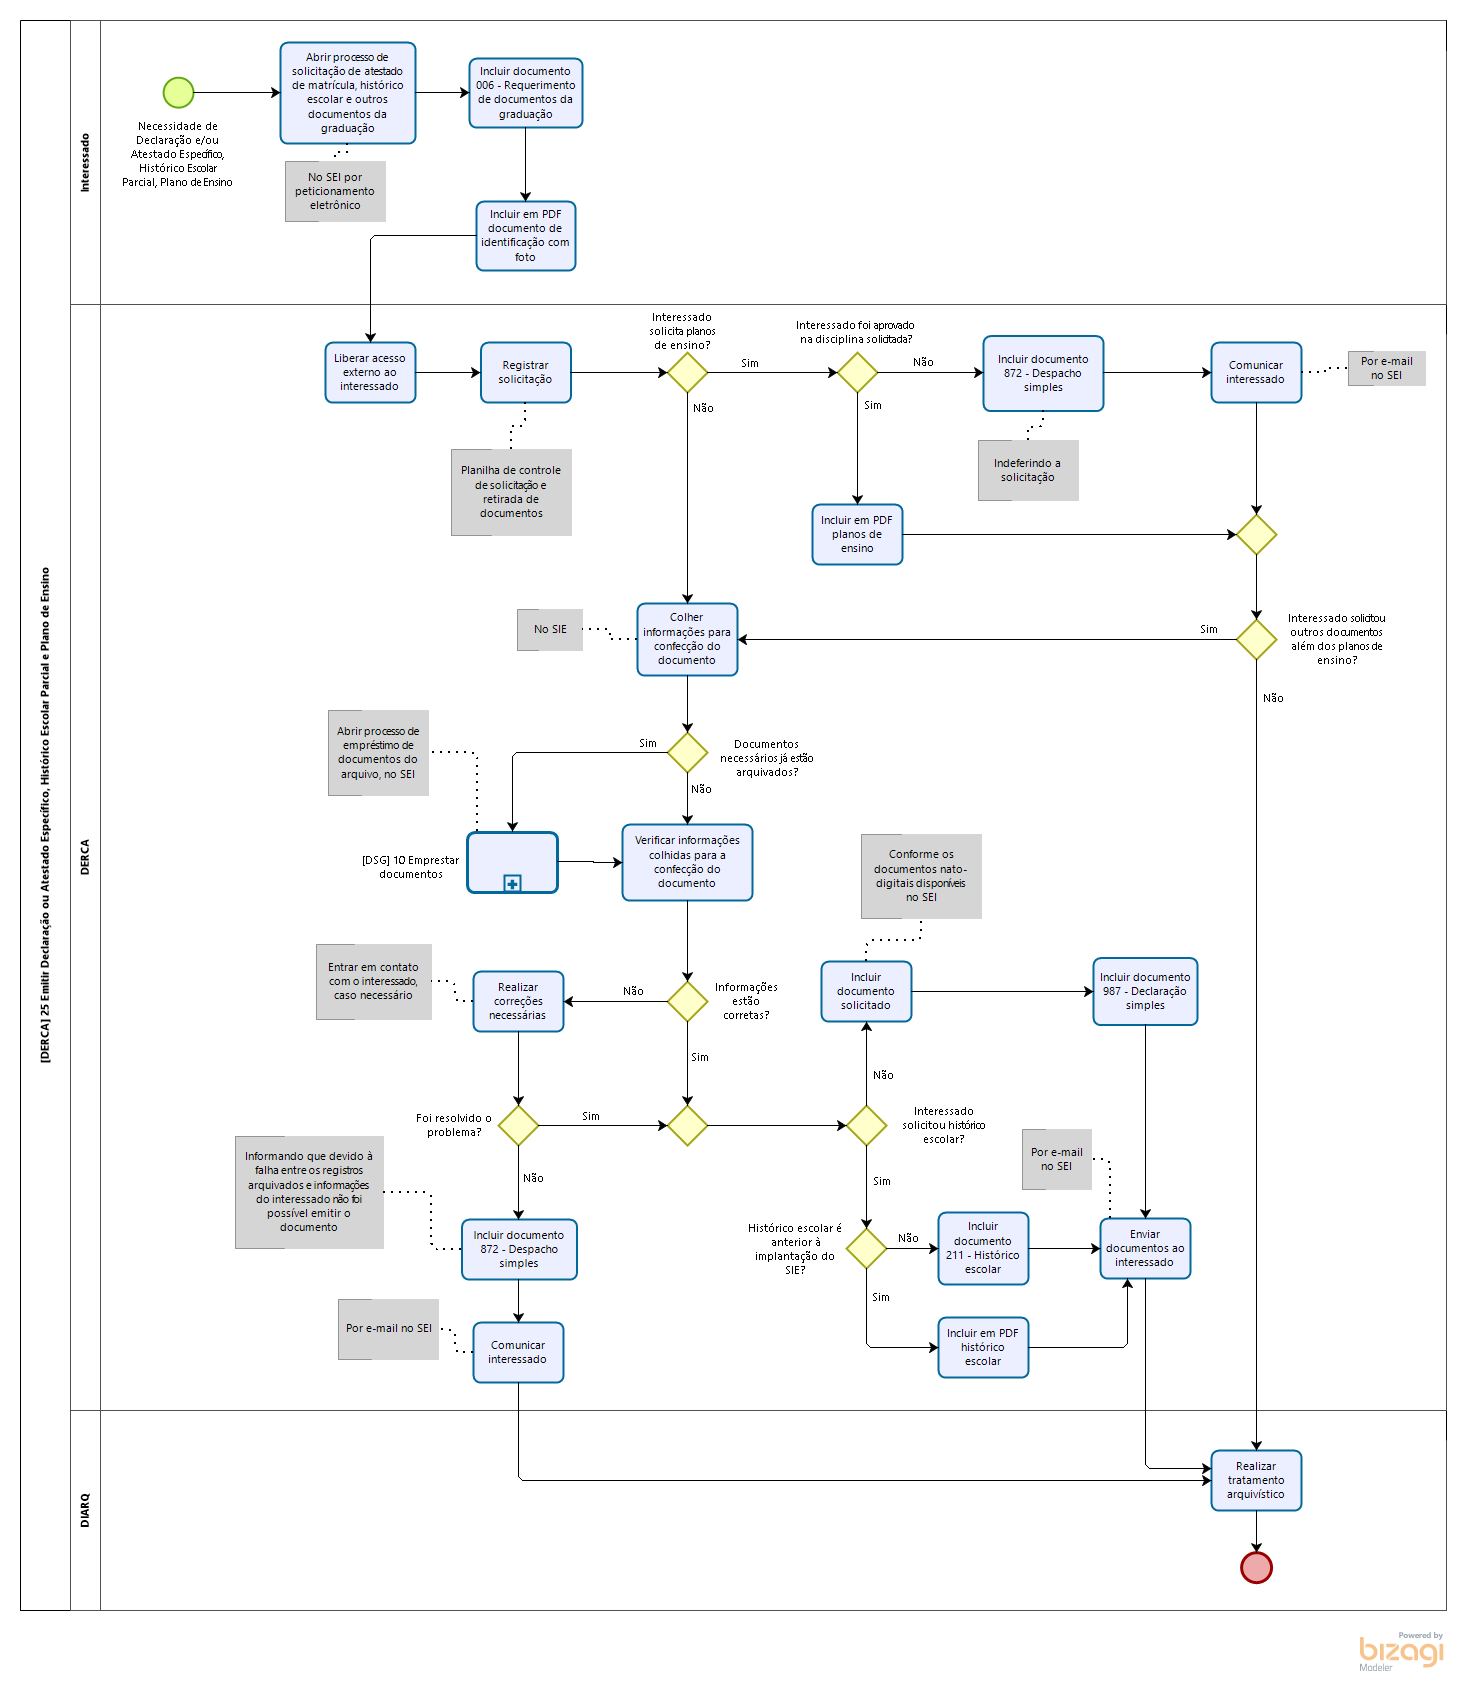 [DERCA] 25 Emitir Declaração ou Atestado Específico, Histórico Escolar Parcial e Plano de Ensino
Interessado
Necessidade de
Declaração e/ou
Atestado Específico,
Histórico Escolar
Parcial, Plano de Ensino
Abrir processo de
solicitação de atestado
de matrícula, histórico
escolar e outros
documentos da
graduação
No SEI por
peticionamento
eletrônico
Incluir documento
006 - Requerimento
de documentos da
graduação
Incluir em PDF
documento de
identificação com
foto
DERCA
Liberar acesso
externo ao
interessado
Registrar
solicitação
Planilha de controle
de solicitação e
retirada de
documentos
Interessado
solicita planos
de ensino?
Sim
Não
Interessado foi aprovado
na disciplina solicitada?
Não
Sim
Incluir documento
872 - Despacho
simples
Indeferindo a
solicitação
Comunicar
interessado
Por e-mail
no SEI
Incluir em PDF
planos de
ensino
Interessado solicitou
outros documentos
além dos planos de
ensino?
Sim
Não
Colher
informações para
confecção do
documento
No SIE
Documentos
necessários já estão
arquivados?
Sim
Não
Abrir processo de
empréstimo de
documentos do
arquivo, no SEI
[DSG] 10 Emprestar
documentos
Verificar informações
colhidas para a
confecção do
documento
Informações
estão
corretas?
Não
Sim
Realizar
correções
necessárias
Entrar em contato
com o interessado,
caso necessário
Foi resolvido o
problema?
Sim
Não
Informando que devido à
falha entre os registros
arquivados e informações
do interessado não foi
possível emitir o
documento
Incluir documento
872 - Despacho
simples
Por e-mail no SEI
Comunicar
interessado
Interessado
solicitou histórico
escolar?
Não
Sim
Incluir
documento
solicitado
Conforme os
documentos nato-
digitais disponíveis
no SEI
Incluir documento
987 - Declaração
simples
Histórico escolar é
anterior à
implantação do
SIE?
Não
Sim
Incluir
documento
211 - Histórico
escolar
Incluir em PDF
histórico
escolar
Por e-mail
no SEI
Enviar
documentos ao
interessado
DIARQ
Realizar
tratamento
arquivístico
Powered by
bizagi
Modeler